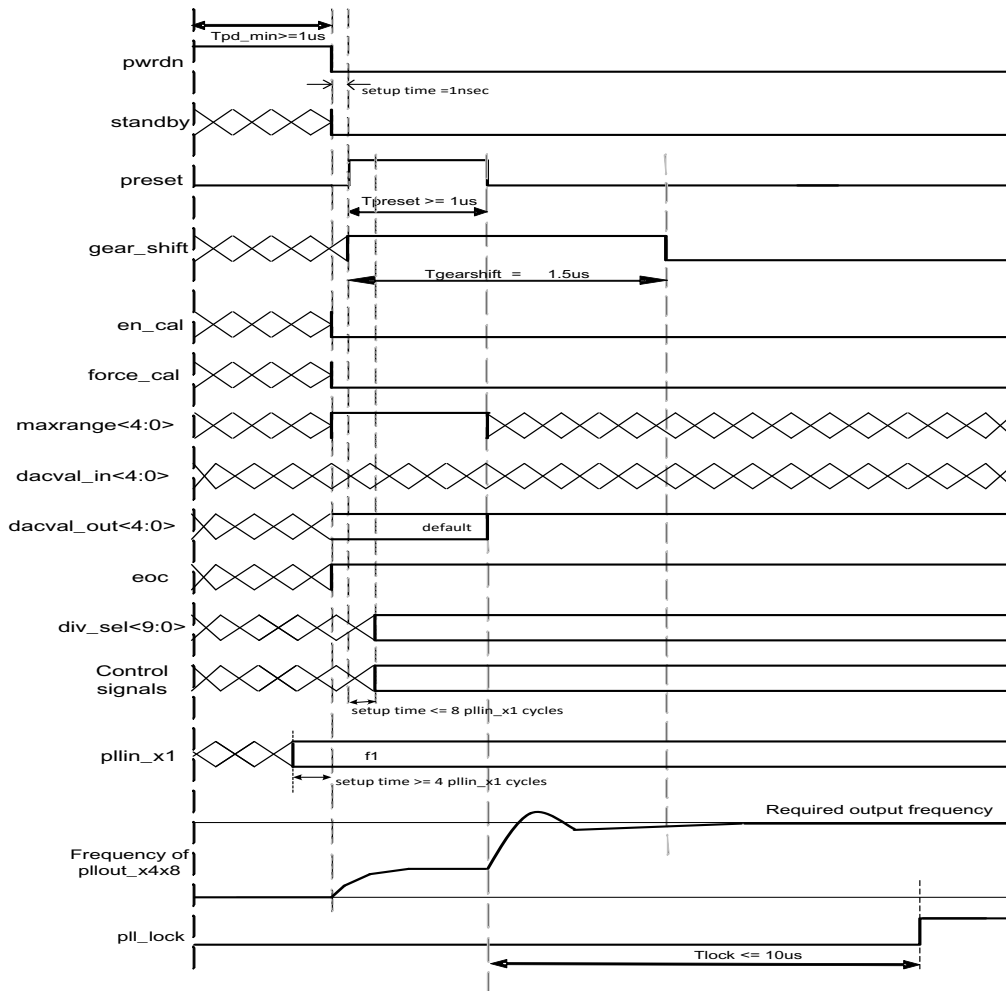 Tpd_min>=1us
pwrdn
setup time =1nsec
standby
preset
Tpreset >= 1us
gear_shift
Tgearshift = 1.5us
en_cal
force_cal
maxrange<4:0>
dacval_in<4:0>
dacval_out<4:0>
default
eoc
div_sel<9:0>
Control
signals
setup time <= 8 pllin_x1 cycles
pllin_x1
f1
setup time >= 4 pllin_x1 cycles
Required output frequency
Frequency of
pllout_x4x8
pll_lock
Tlock <= 10us